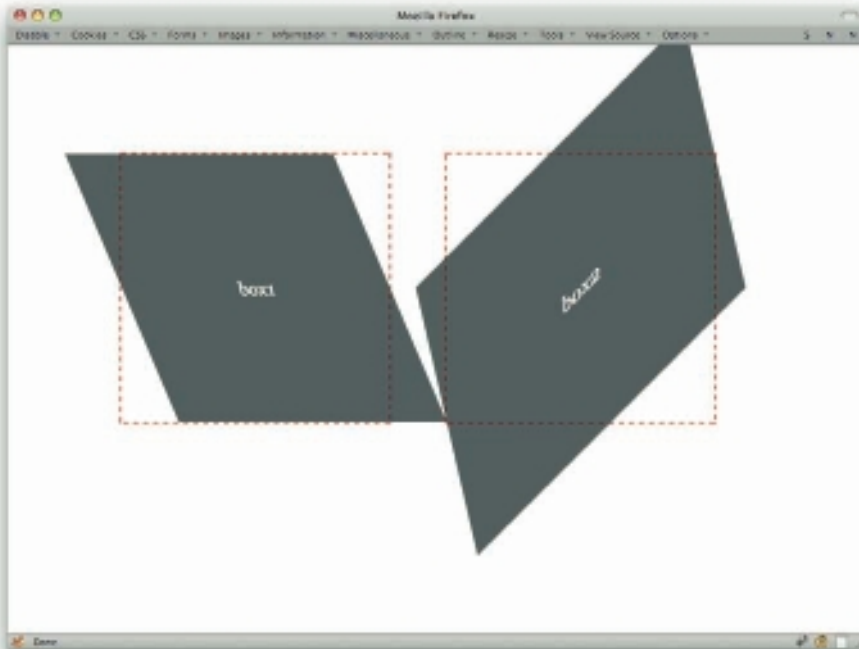 Mozilla Firefox
Disable Cookies CSS Forms Images Information Miscellaneous Outline Resize Tools View Source Options
box1
box2
Done